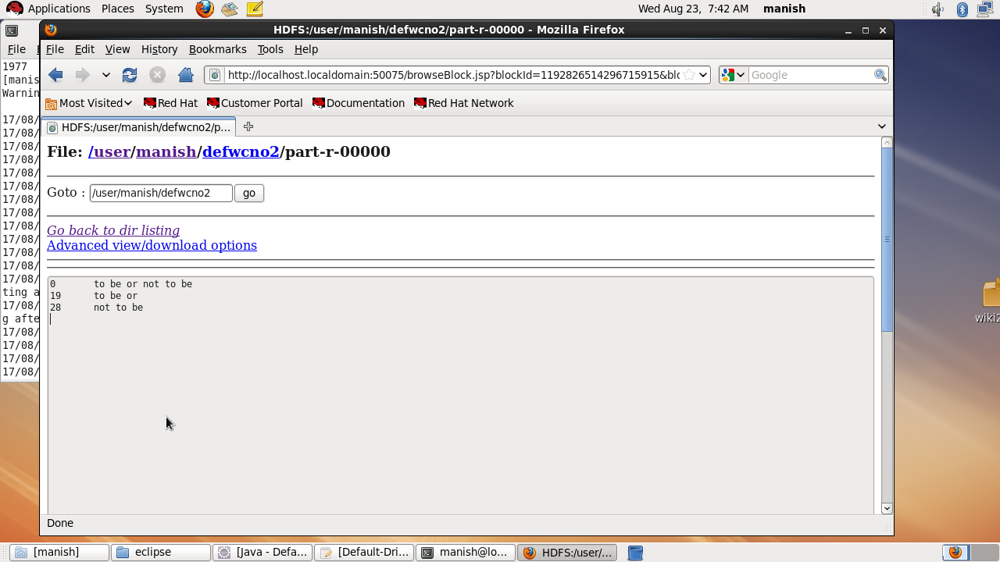 Applications Places System Wed Aug 23, 7:42 AM manish
HDFS:/user/manish/defwcno2/part-r-00000 - Mozilla Firefox
File
File Edit View History Bookmarks Tools Help
1977
[manis
Warnin
http://localhost.localdomain:50075/browseBlock.jsp?blockId=1192826514296715915&blo
Google
Most Visited Red Hat Customer Portal Documentation Red Hat Network
HDFS:/user/manish/defwcno2/p...
File: /user/manish/defwcno2/part-r-00000
Goto : /user/manish/defwcno2 go
Go back to dir listing
Advanced view/download options
0 to be or not to be
19 to be or
28 not to be
17/08/
17/08/
17/08/
17/08/
17/08/
17/08/
17/08/
17/08/
17/08/
17/08/
17/08/
17/08/
17/08/
ting a
17/08/
g afte
17/08/
17/08/
17/08/
17/08/
wiki2
Done
[manish] eclipse [Java - Defa... [Default-Dri... manish@lo... HDFS:/user/...